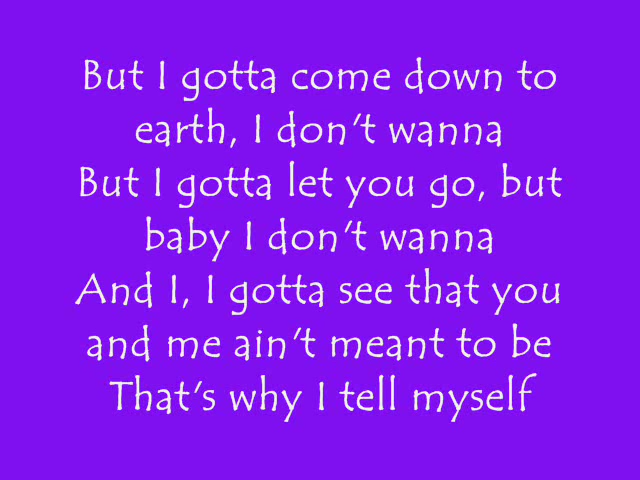 But I gotta come down to
earth, I don't wanna
But I gotta let you go, but
baby I don't wanna
And I, I gotta see that you
and me ain't meant to be
That's why I tell myself